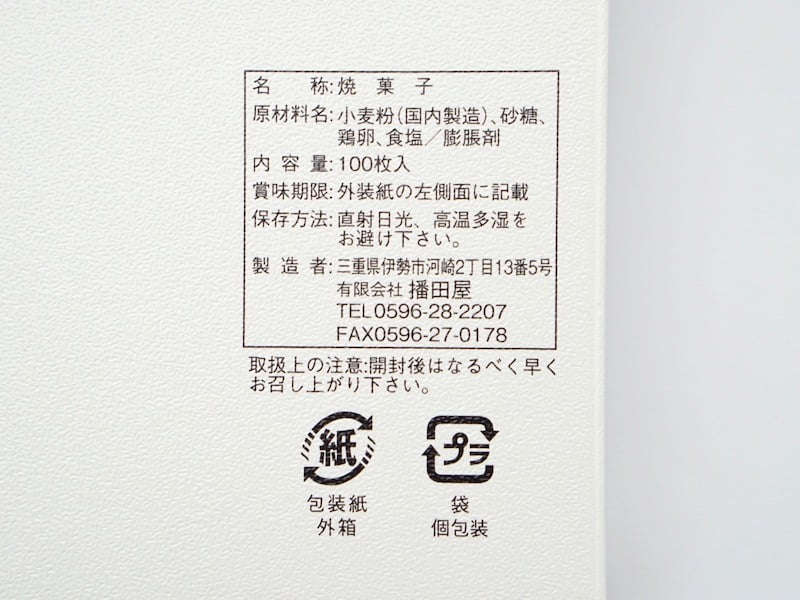 名称:焼菓子
原材料名:小麦粉(国内製造)、砂糖、
鶏卵、食塩／膨脹剤
内容量:100枚入
賞味期限:外装紙の左側面に記載
保存方法:直射日光、高温多湿を
お避け下さい。
製造者:三重県伊勢市河崎2丁目13番5号
有限会社 播田屋
TEL0596-28-2207
FAX0596-27-0178
取扱上の注意:開封後はなるべく早く
お召し上がり下さい。
紙 プラ
包装紙 袋
外箱 個包装